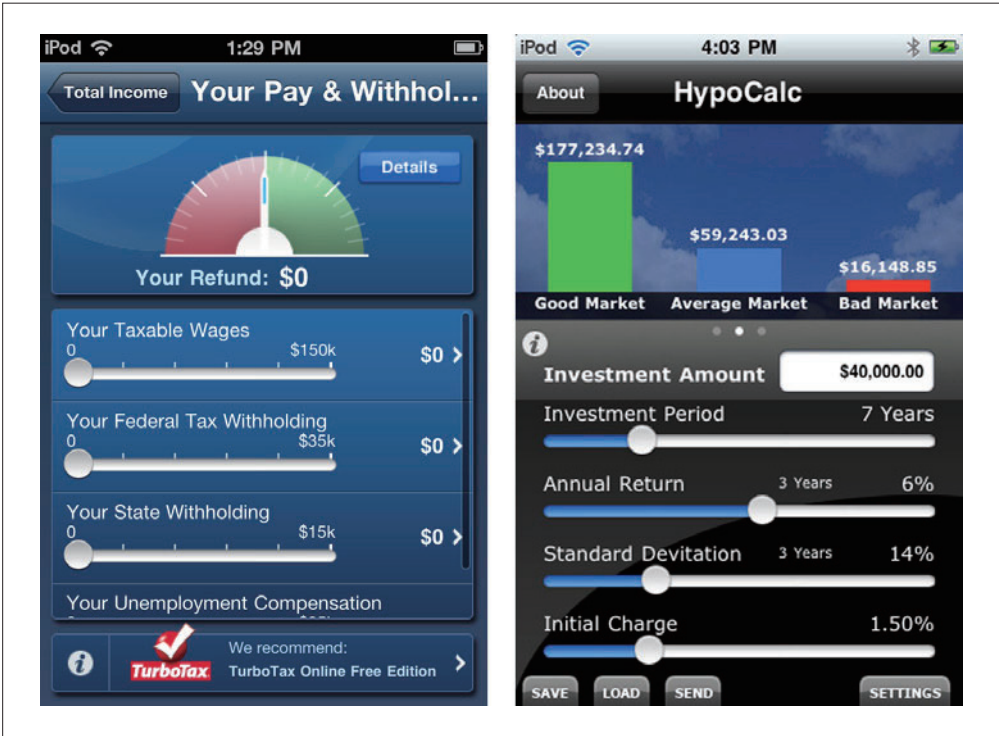 iPod
1:29 PM
Total Income
Your Pay & Withhol...
Details
Your Refund: $0
Your Taxable Wages
0 $150k
$0
Your Federal Tax Withholding
0 $35k
$0
Your State Withholding
0 $15k
$0
Your Unemployment Compensation
TurboTax
We recommend:
TurboTax Online Free Edition
iPod
4:03 PM
About
HypoCalc
$177,234.74
$59,243.03
$16,148.85
Good Market Average Market Bad Market
Investment Amount $40,000.00
Investment Period 7 Years
Annual Return 3 Years 6%
Standard Devitation 3 Years 14%
Initial Charge 1.50%
SAVE LOAD SEND SETTINGS